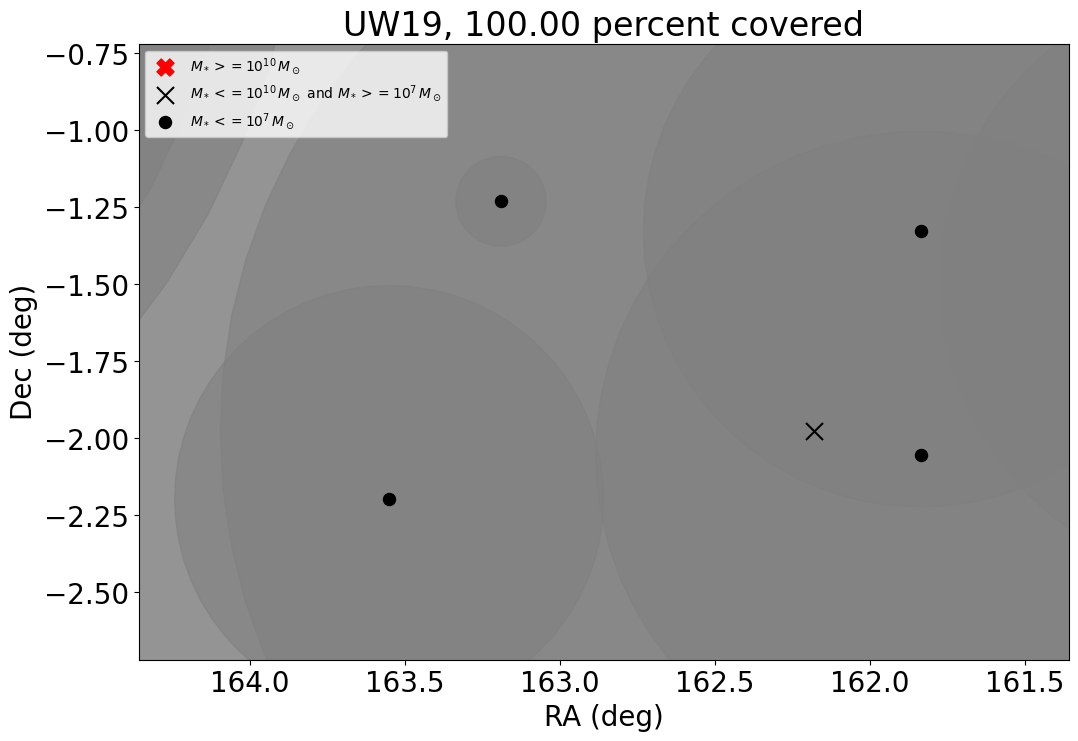 UW19, 100.00 percent covered
M* >= 10^10 M⊙
M* <= 10^10 M⊙ and M* >= 10^7 M⊙
M* <= 10^7 M⊙
−0.75
−1.00
−1.25
−1.50
−1.75
−2.00
−2.25
−2.50
Dec (deg)
164.0 163.5 163.0 162.5 162.0 161.5
RA (deg)